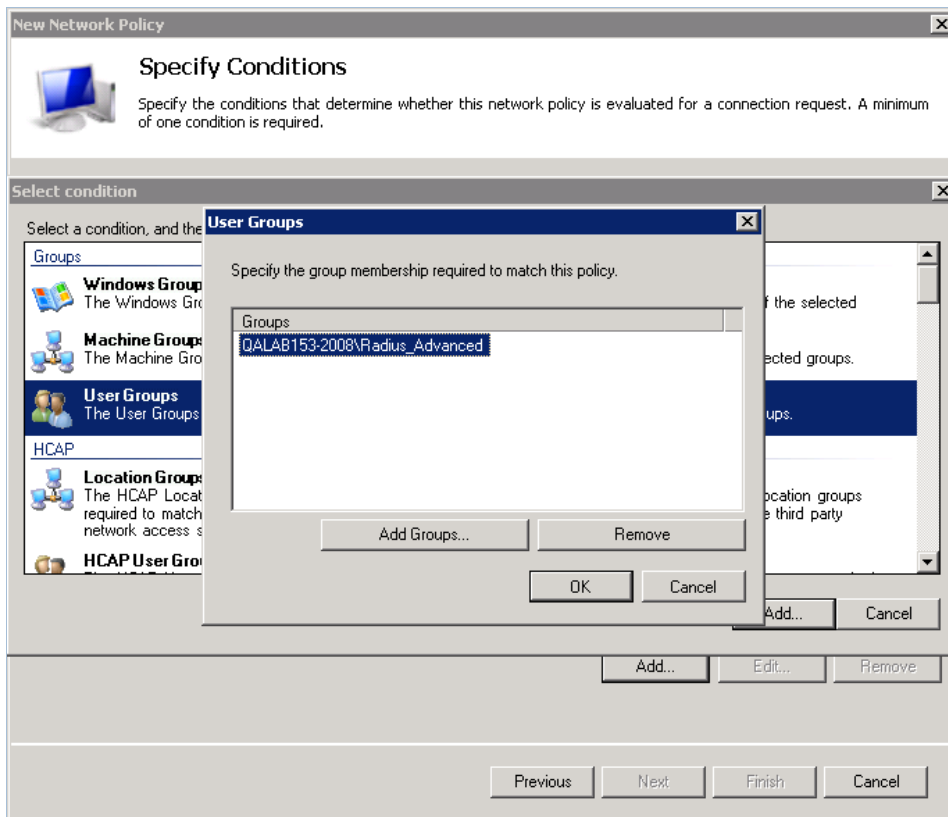 New Network Policy
Specify Conditions
Specify the conditions that determine whether this network policy is evaluated for a connection request. A minimum
of one condition is required.
Select condition
Select a condition, and the
Groups
Windows Group
The Windows Gro
f the selected
Machine Groups
The Machine Gro
ected groups.
User Groups
The User Groups
ups.
HCAP
Location Groups
The HCAP Locat
ocation groups
required to match
e third party
network access s
HCAP User Gro
User Groups
Specify the group membership required to match this policy.
Groups
QALAB153-2008\Radius_Advanced
Add Groups...
Remove
OK
Cancel
Add...
Cancel
Add...
Edit...
Remove
Previous
Next
Finish
Cancel